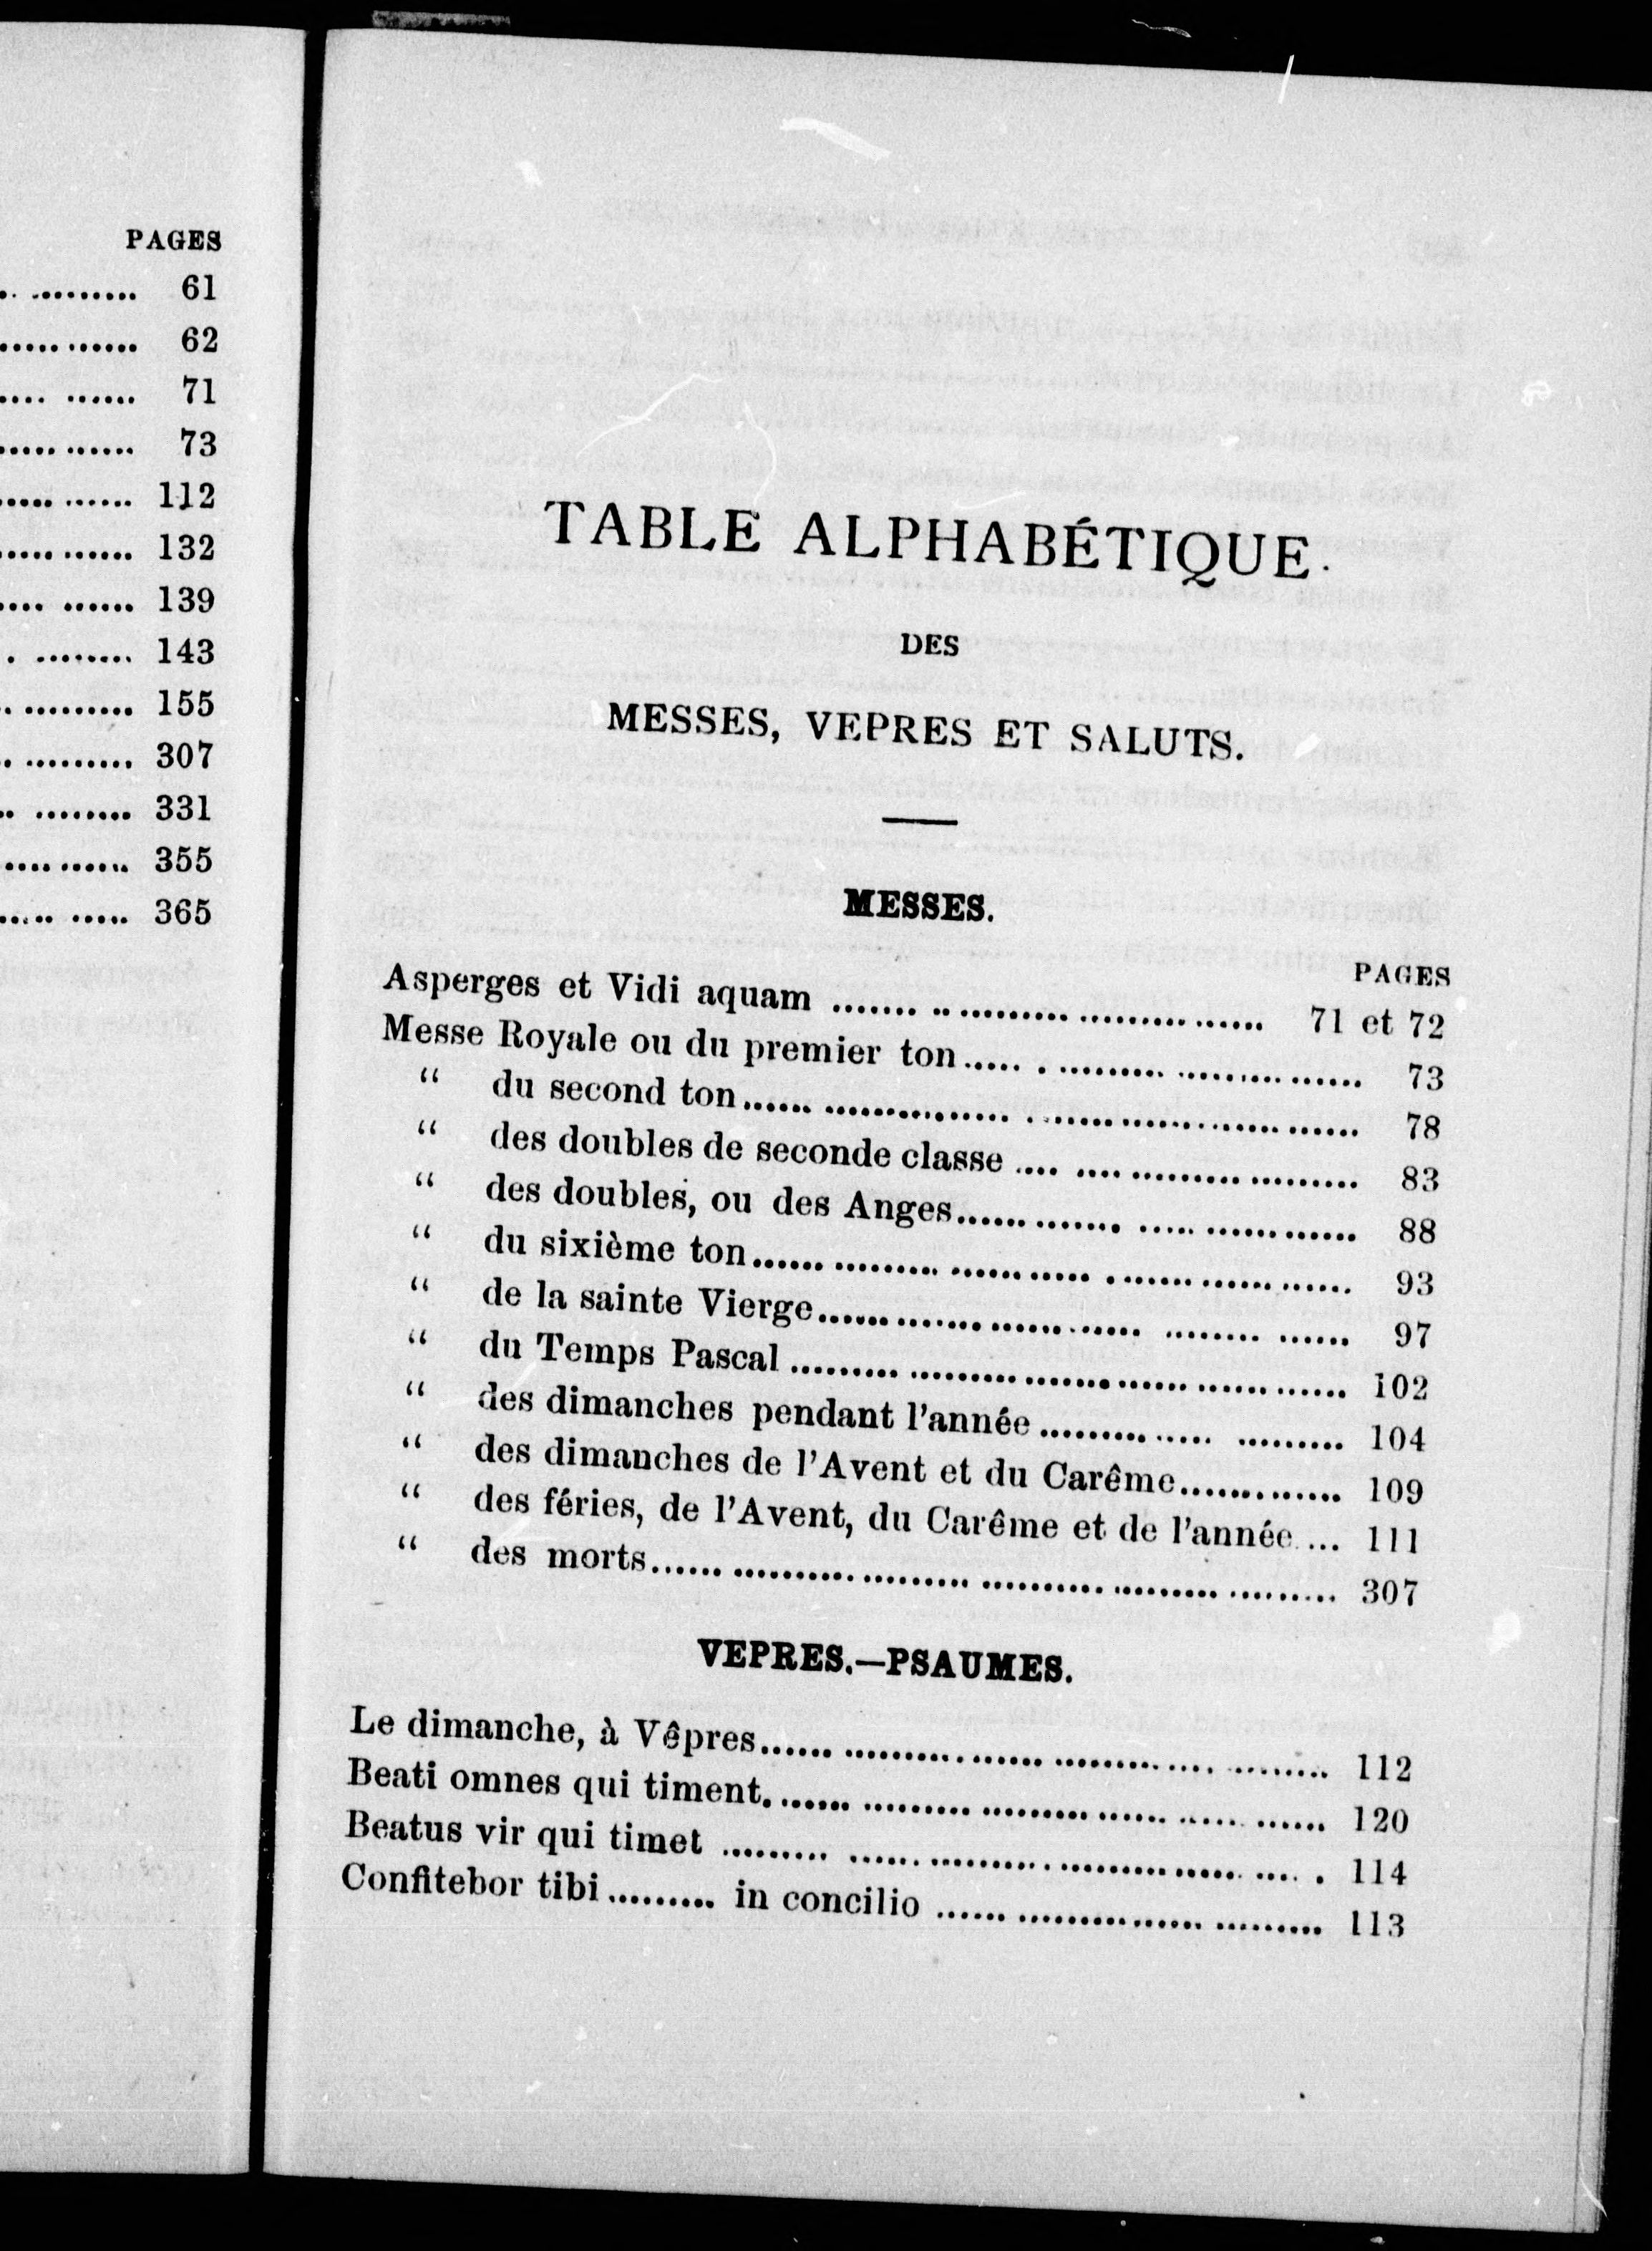 PAGES
.. ......... 61
........... 62
.... ...... 71
........... 73
........... 112
........... 132
.... ...... 139
. ......... 143
.. ......... 155
.. ......... 307
.. ........ 331
........... 355
...... ..... 365
TABLE ALPHABÉTIQUE.
DES
MESSES, VEPRES ET SALUTS.
MESSES.
PAGES
Asperges et Vidi aquam ....... .. ......... ......... ...... 71 et 72
Messe Royale ou du premier ton..... . ......... ......... ...... 73
“ du second ton...... ................ . ...... ...... ...... ...... 78
“ des doubles de seconde classe .... .... ......... ......... 83
“ des doubles, ou des Anges...... ....... ..... ...... ...... 88
“ du sixième ton...... ......... ...... ..... . ...... ...... ...... 93
“ de la sainte Vierge...... ....... ...... ...... ........ ...... 97
“ du Temps Pascal ......... ......... ....... ...... ...... ...... 102
“ des dimanches pendant l'année ......... ..... ......... 104
“ des dimanches de l'Avent et du Carême............. 109
“ des féries, de l'Avent, du Carême et de l'année.... 111
“ des morts...... .......... ......... .......... ......... ......... 307
VEPRES.—PSAUMES.
Le dimanche, à Vêpres...... .......... ...... ......... .... ......... 112
Beati omnes qui timent. ...... ......... ......... ...... ..... ...... 120
Beatus vir qui timet ......... ...... .......... ......... ...... .... . 114
Confitebor tibi ......... in concilio ...... ......... ...... ......... 113